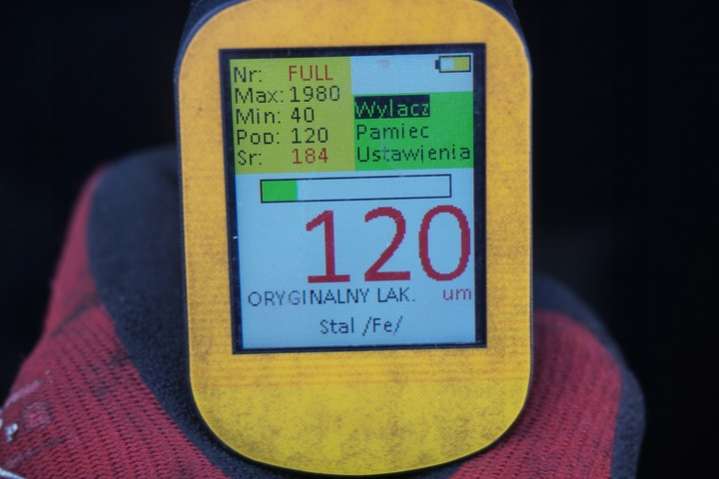 Nr: FULL
Max: 1980
Min: 40
Pop: 120
Sr: 184
Wylacz
Pamiec
Ustawienia
120
ORYGINALNY LAK. um
Stal /Fe/